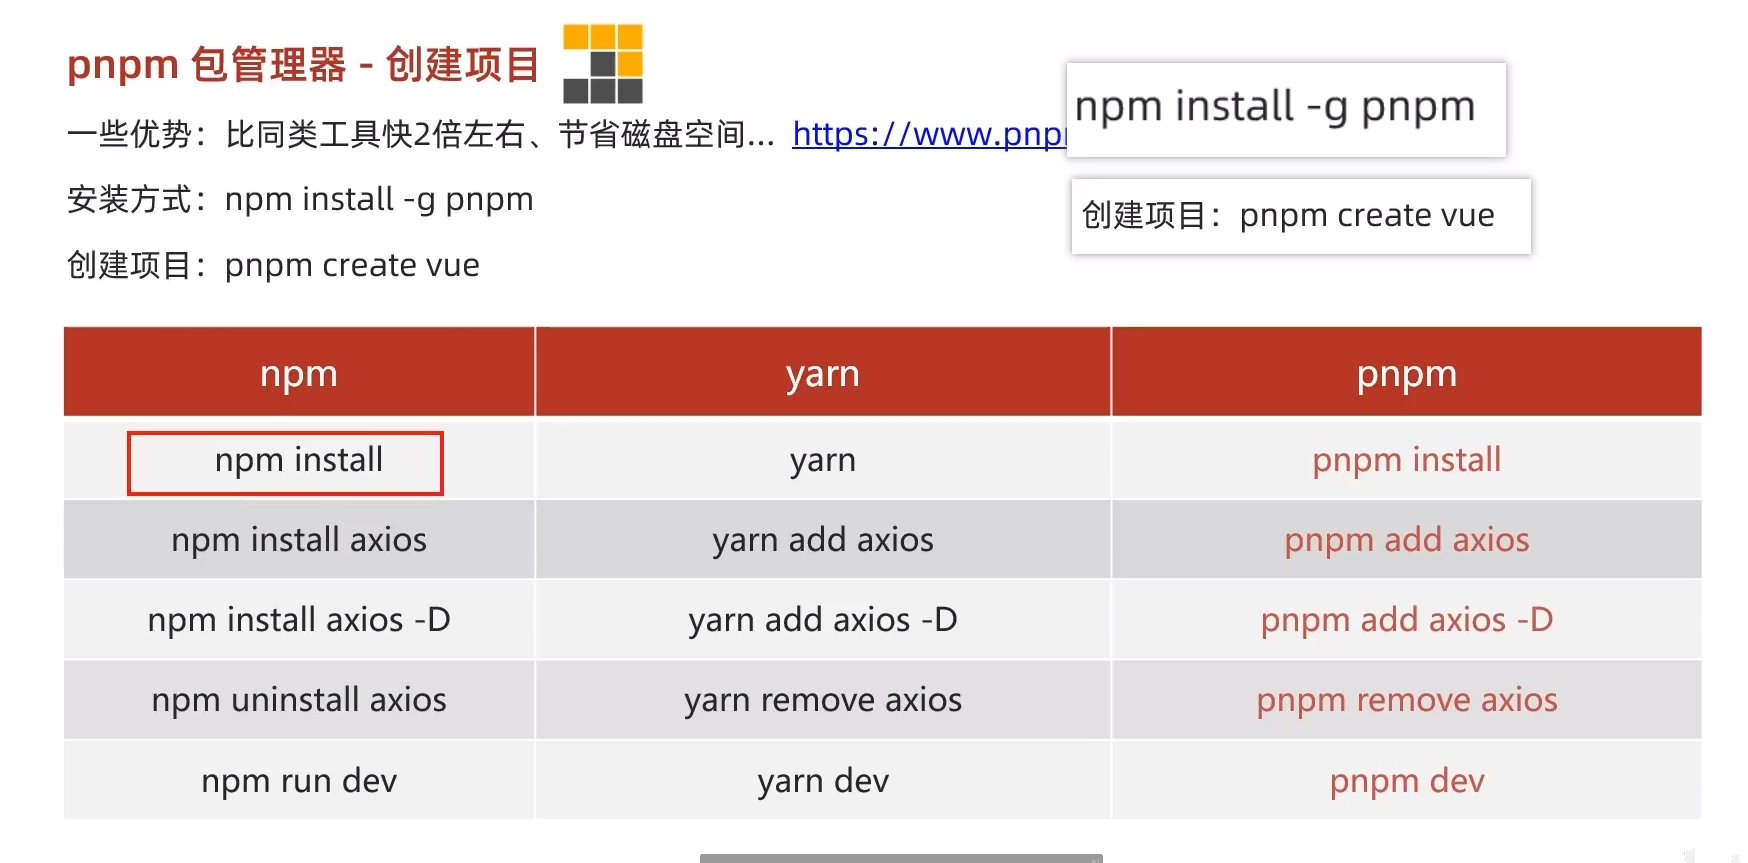 pnpm 包管理器 - 创建项目
一些优势：比同类工具快2倍左右、节省磁盘空间... https://www.pnp
npm install -g pnpm
安装方式：npm install -g pnpm
创建项目：pnpm create vue
创建项目：pnpm create vue
npm yarn pnpm
npm install yarn pnpm install
npm install axios yarn add axios pnpm add axios
npm install axios -D yarn add axios -D pnpm add axios -D
npm uninstall axios yarn remove axios pnpm remove axios
npm run dev yarn dev pnpm dev